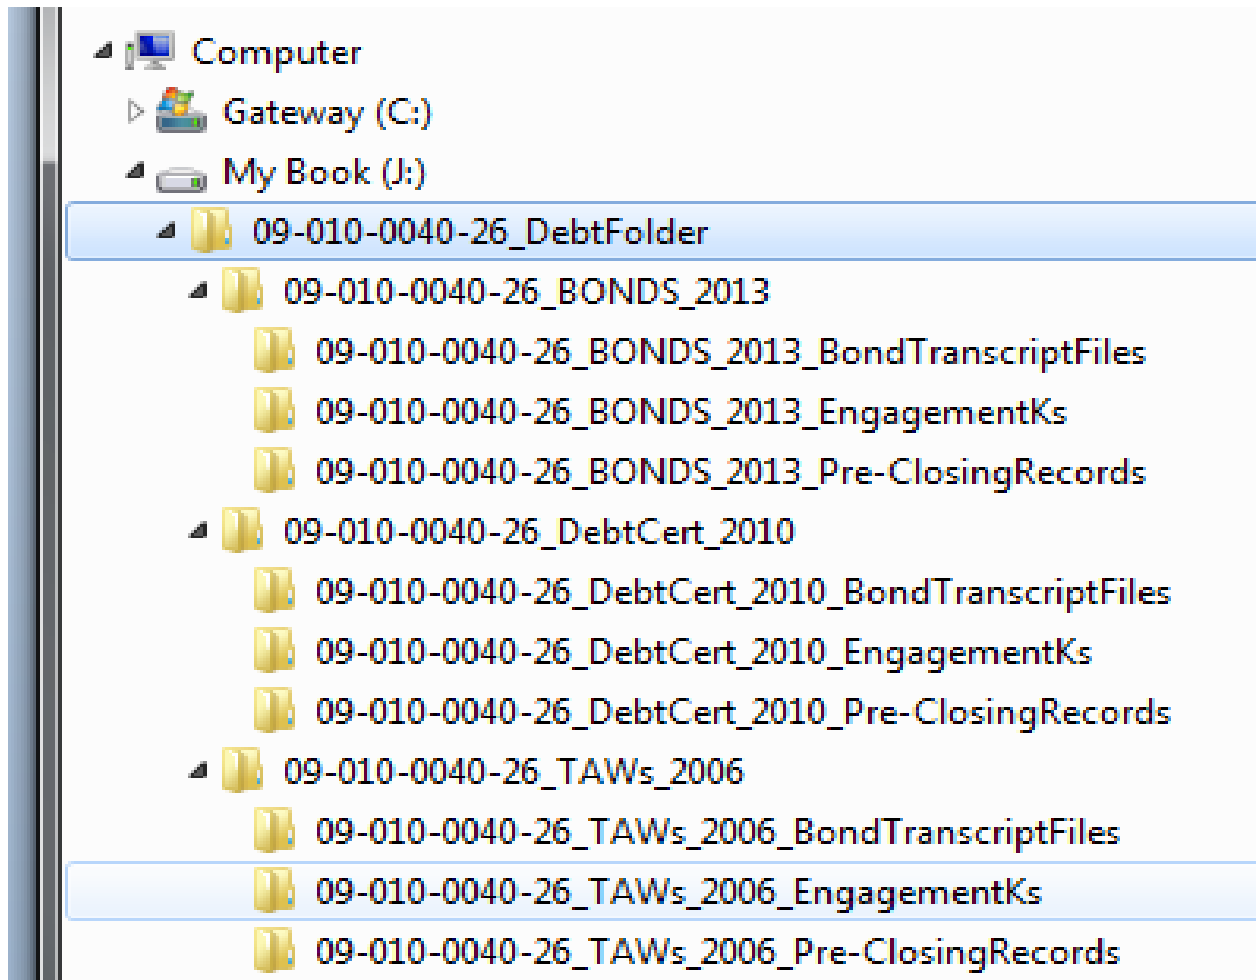 Computer
Gateway (C:)
My Book (J:)
09-010-0040-26_DebtFolder
09-010-0040-26_BONDS_2013
09-010-0040-26_BONDS_2013_BondTranscriptFiles
09-010-0040-26_BONDS_2013_EngagementKs
09-010-0040-26_BONDS_2013_Pre-ClosingRecords
09-010-0040-26_DebtCert_2010
09-010-0040-26_DebtCert_2010_BondTranscriptFiles
09-010-0040-26_DebtCert_2010_EngagementKs
09-010-0040-26_DebtCert_2010_Pre-ClosingRecords
09-010-0040-26_TAWs_2006
09-010-0040-26_TAWs_2006_BondTranscriptFiles
09-010-0040-26_TAWs_2006_EngagementKs
09-010-0040-26_TAWs_2006_Pre-ClosingRecords